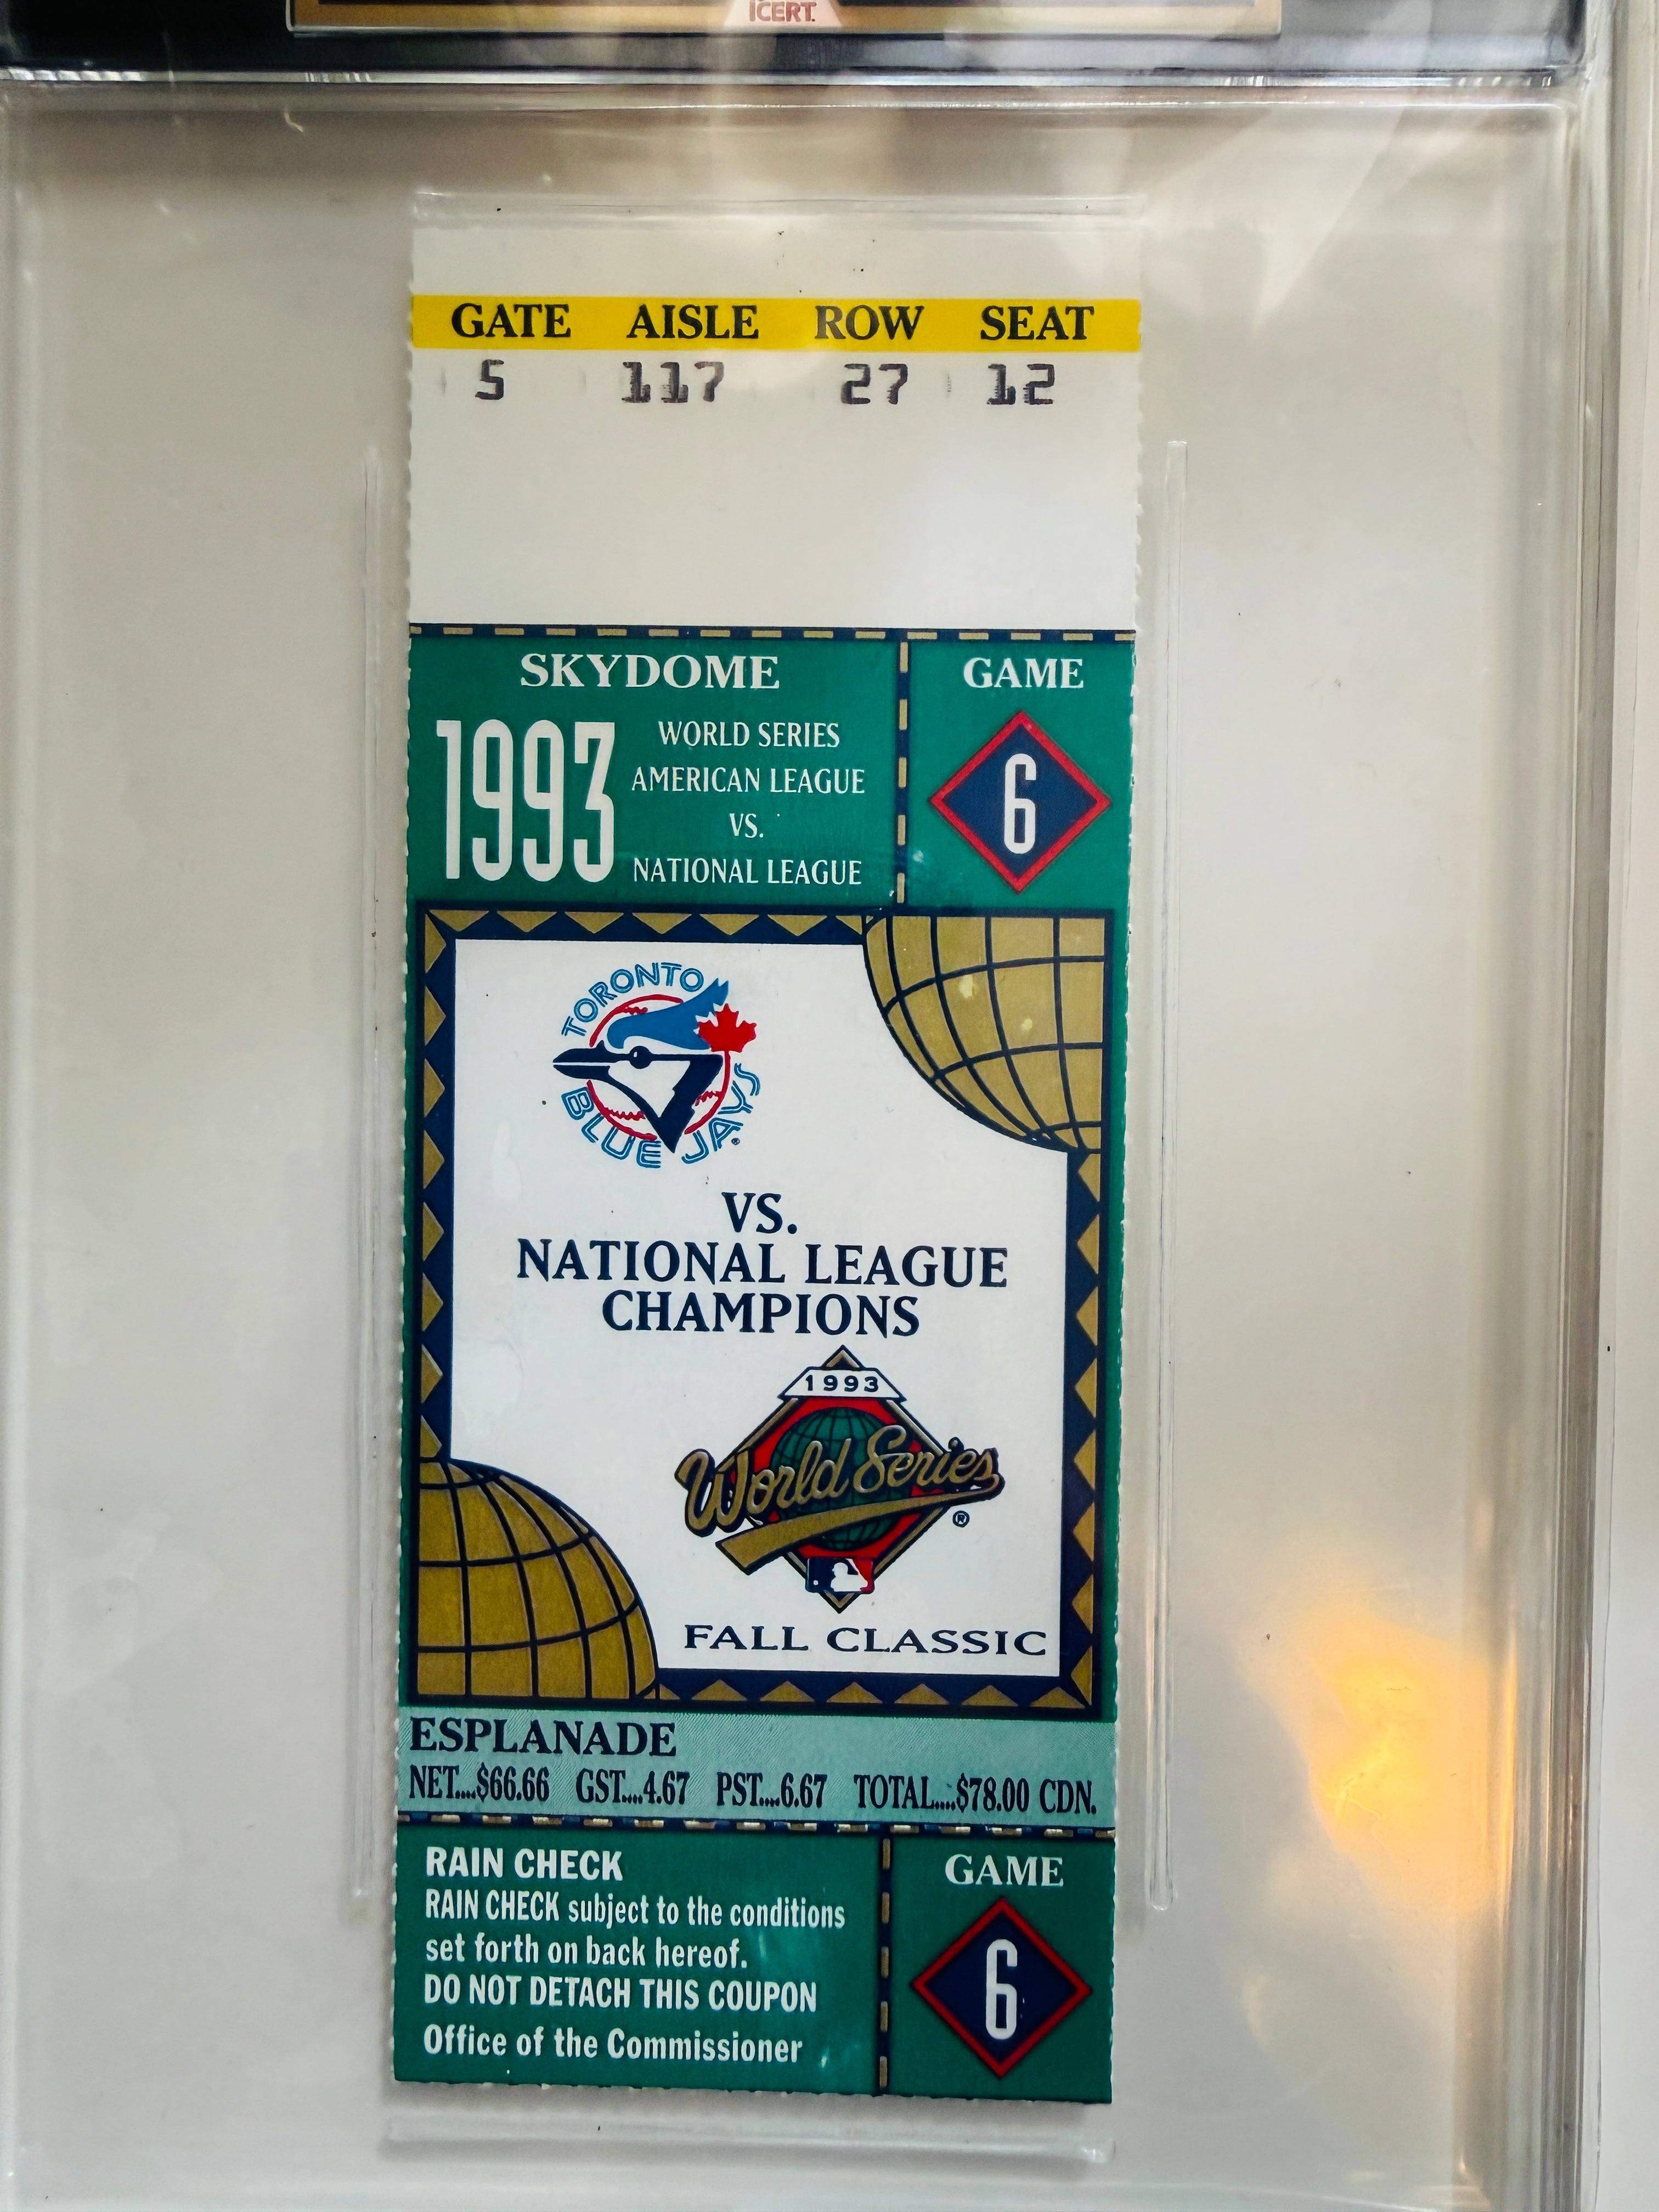 ICERT.
GATE AISLE ROW SEAT
5 117 27 12
SKYDOME
1993
WORLD SERIES
AMERICAN LEAGUE
VS.
NATIONAL LEAGUE
GAME
6
TORONTO
BLUE JAYS
VS.
NATIONAL LEAGUE
CHAMPIONS
1993
World Series
®
FALL CLASSIC
ESPLANADE
NET....$66.66 GST....4.67 PST....6.67 TOTAL....$78.00 CDN.
RAIN CHECK
RAIN CHECK subject to the conditions
set forth on back hereof.
DO NOT DETACH THIS COUPON
Office of the Commissioner
GAME
6